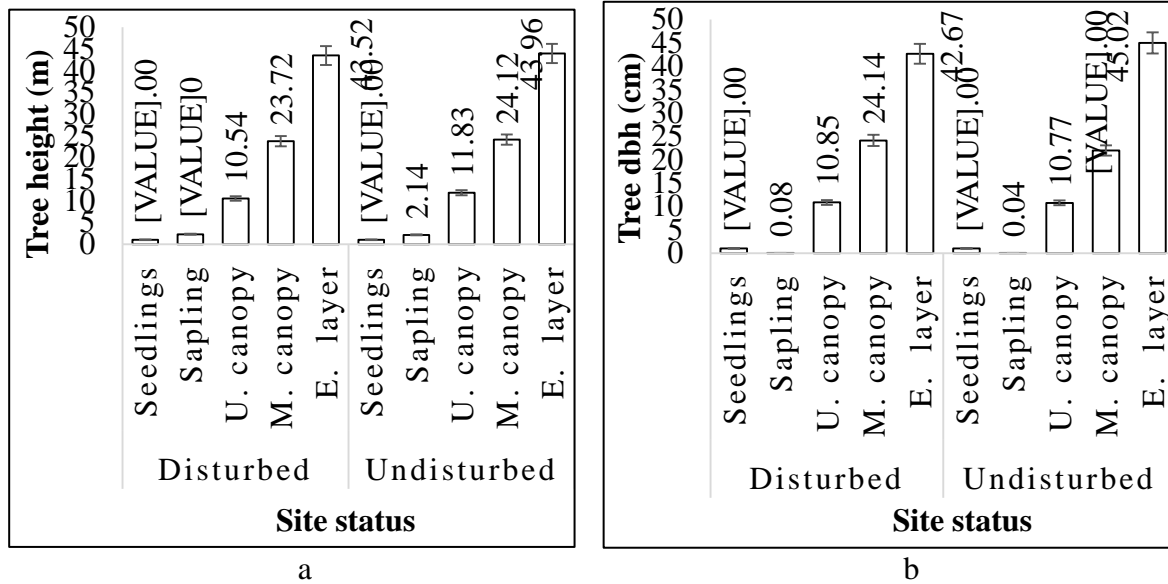 Tree height (m)
50
45
40
35
30
25
20
15
10
5
0
[VALUE].00
[VALUE]0
10.54
23.72
43.52
[VALUE].00
2.14
11.83
24.12
43.96
Seedlings
Sapling
U. canopy
M. canopy
E. layer
Seedlings
Sapling
U. canopy
M. canopy
E. layer
Disturbed
Undisturbed
Site status
a
Tree dbh (cm)
50
45
40
35
30
25
20
15
10
5
0
[VALUE].00
0.08
10.85
24.14
42.67
[VALUE].00
0.04
10.77
[VALUE].00
45.02
Seedlings
Sapling
U. canopy
M. canopy
E. layer
Seedlings
Sapling
U. canopy
M. canopy
E. layer
Disturbed
Undisturbed
Site status
b